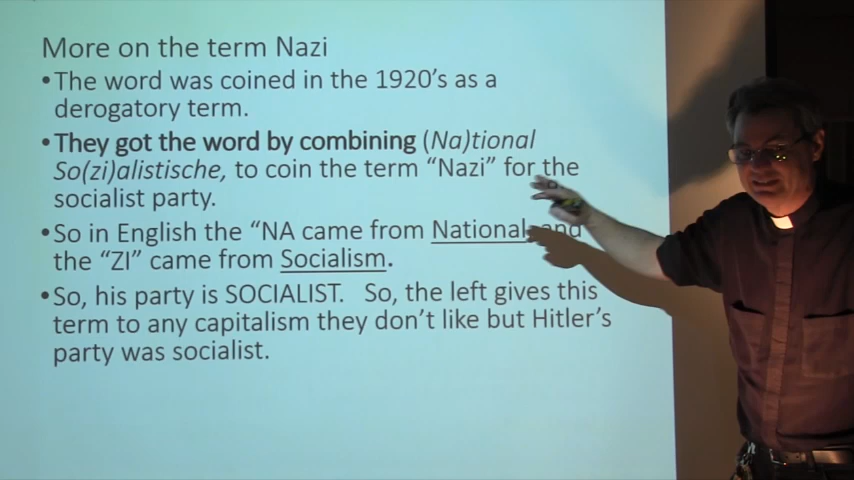 More on the term Nazi
•The word was coined in the 1920's as a
derogatory term.
•They got the word by combining (Na)tional
So(zi)alistische, to coin the term “Nazi” for the
socialist party.
•So in English the “NA came from National and
the “ZI” came from Socialism.
•So, his party is SOCIALIST.   So, the left gives this
term to any capitalism they don't like but Hitler's
party was socialist.